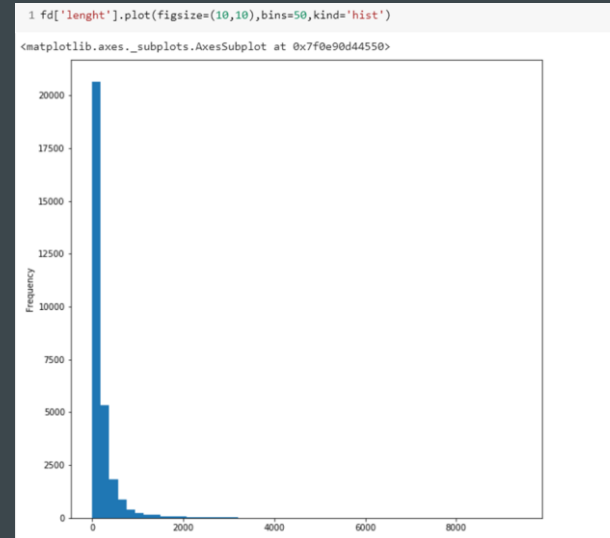 1 fd['lenght'].plot(figsize=(10,10),bins=50,kind='hist')
<matplotlib.axes._subplots.AxesSubplot at 0x7f0e90d44550>
20000
17500
15000
12500
Frequency
10000
7500
5000
2500
0
0 2000 4000 6000 8000